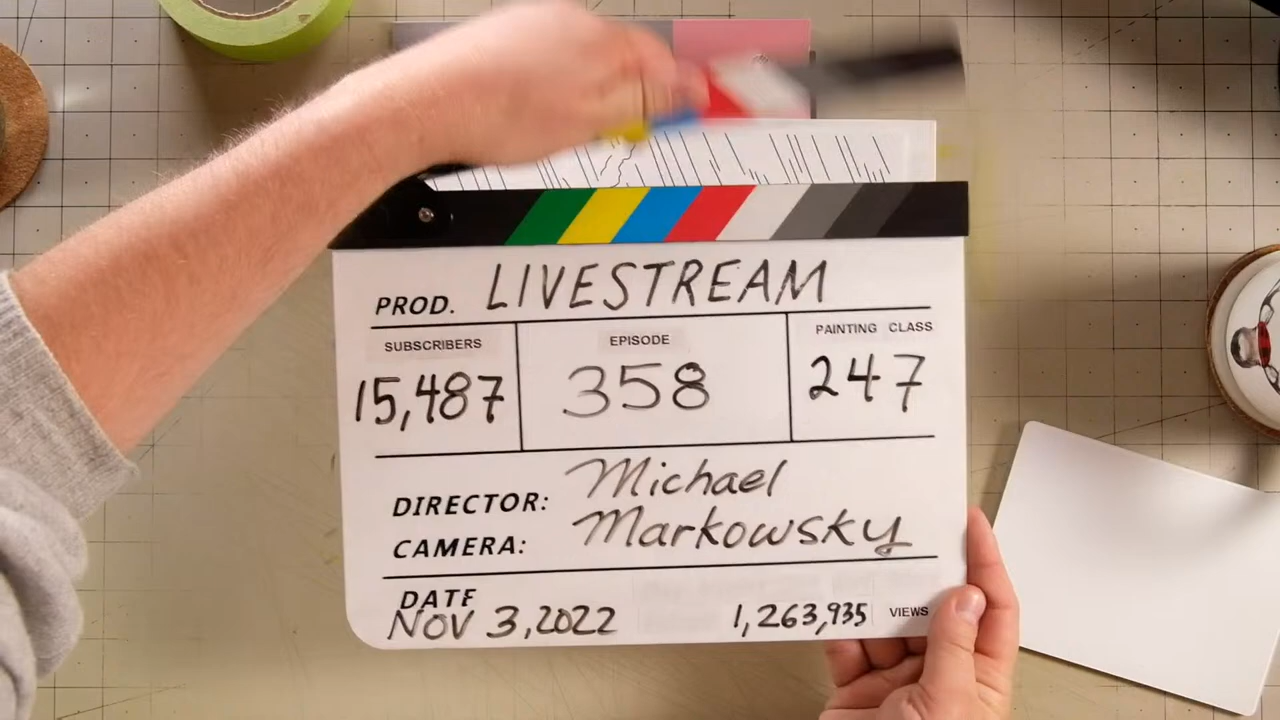 PROD. LIVESTREAM
SUBSCRIBERS EPISODE PAINTING CLASS
15,487 358 247
DIRECTOR: Michael
CAMERA: Markowsky
DATE
NOV 3,2022 1,263,935 VIEWS